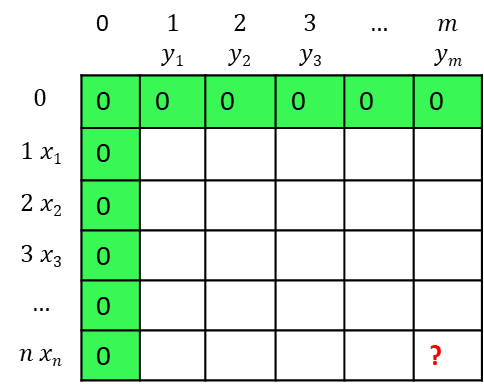 0 1 2 3 ... m
y₁ y₂ y₃ yₘ
0 0 0 0 0 0 0
1 x₁ 0
2 x₂ 0
3 x₃ 0
... 0
n xₙ 0 ?